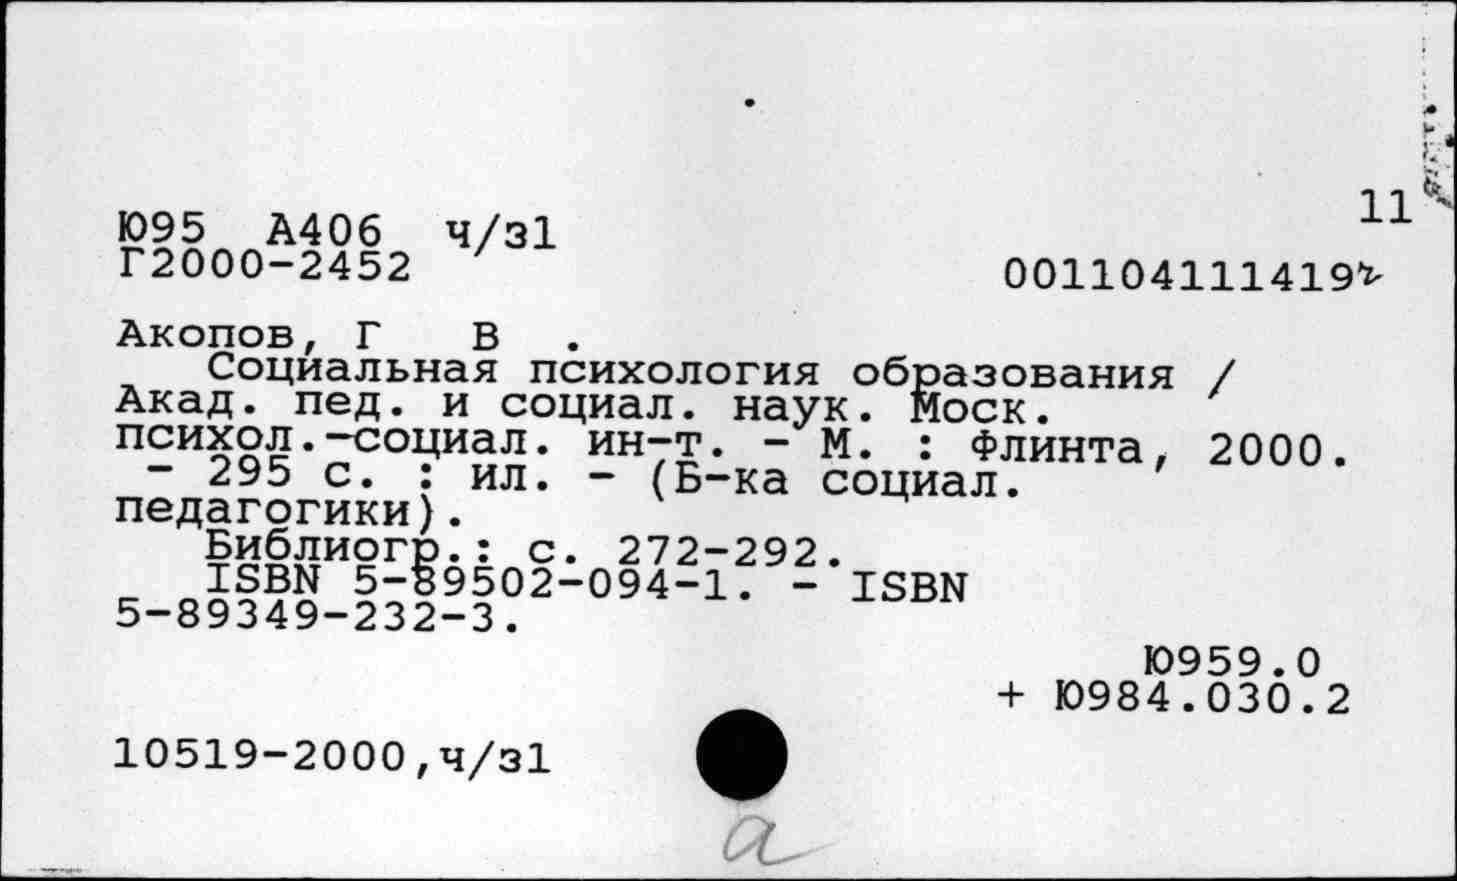 11
Ю95 А406 ч/з1
Г2000-2452
001104111419г
Акопов, Г В .
Социальная психология образования /
Акад. пед. и социал. наук. Моск.
психол.-социал. ин-т. - М. : Флинта, 2000.
- 295 с. : ил. - (Б-ка социал.
педагогики).
Библиогр.: с. 272-292.
ISBN 5-89502-094-1. - ISBN
5-89349-232-3.
Ю959.0
+ Ю984.030.2
10519-2000,ч/з1
а